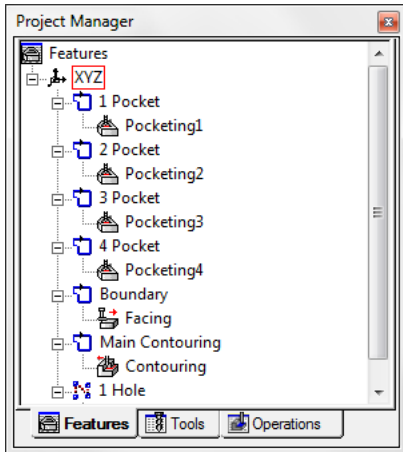 Project Manager
Features
XYZ
1 Pocket
Pocketing1
2 Pocket
Pocketing2
3 Pocket
Pocketing3
4 Pocket
Pocketing4
Boundary
Facing
Main Contouring
Contouring
1 Hole
Features Tools Operations